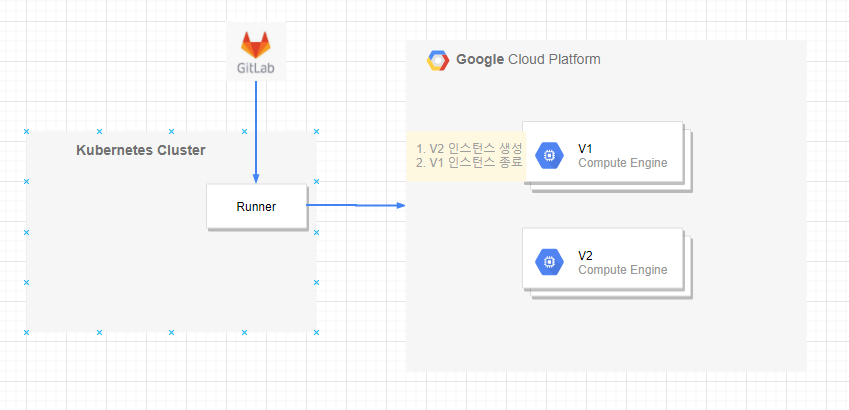 GitLab
Google Cloud Platform
Kubernetes Cluster
1. V2 인스턴스 생성
2. V1 인스턴스 종료
V1
Compute Engine
Runner
V2
Compute Engine